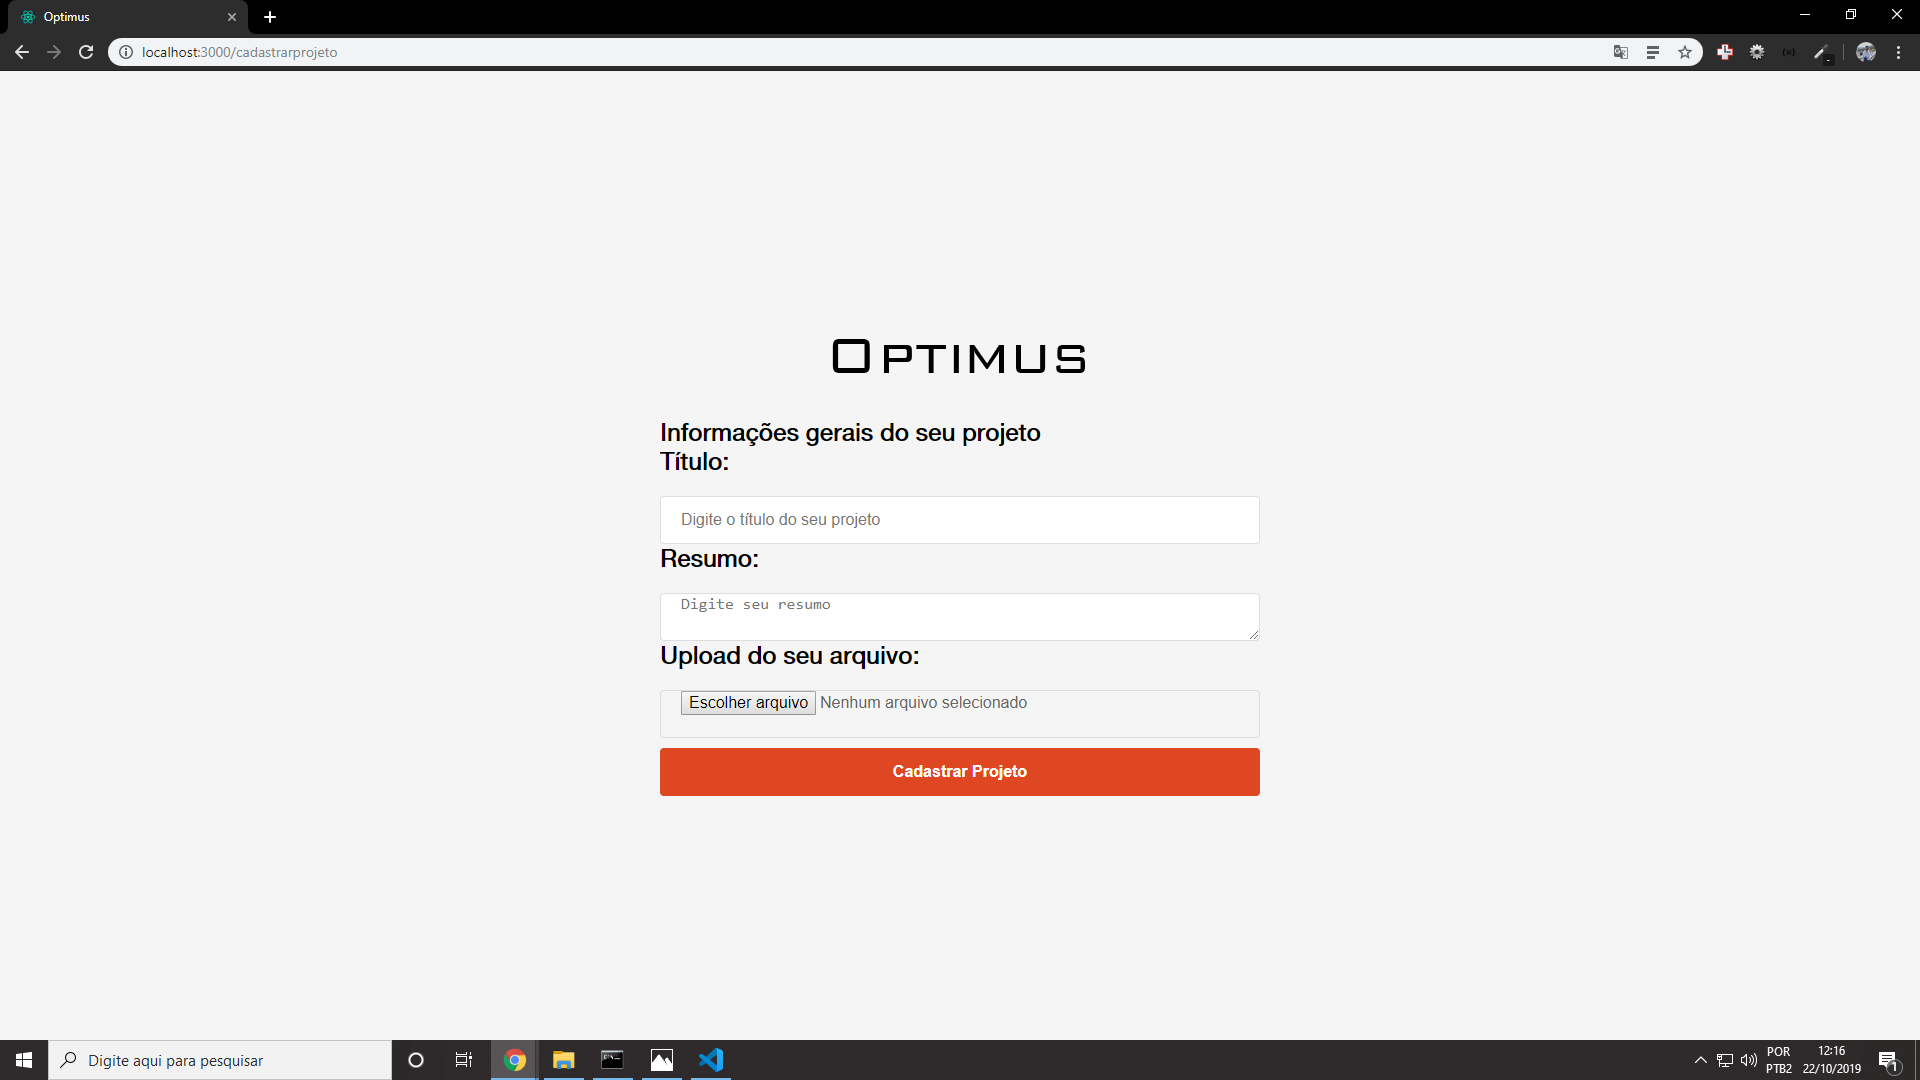 Optimus
localhost:3000/cadastrarprojeto
OPTIMUS
Informações gerais do seu projeto
Título:
Digite o título do seu projeto
Resumo:
Digite seu resumo
Upload do seu arquivo:
Escolher arquivo Nenhum arquivo selecionado
Cadastrar Projeto
Digite aqui para pesquisar
POR
PTB2
12:16
22/10/2019
1